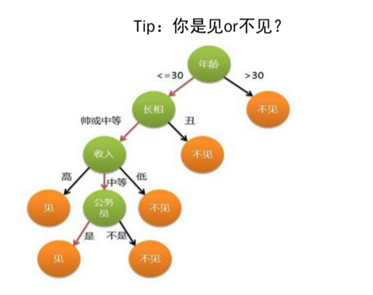 Tip：你是见or不见？
年龄
<=30
>30
长相
不见
帅或中等
丑
收入
不见
高
中等
低
见
公务
员
不见
是
不是
见
不见